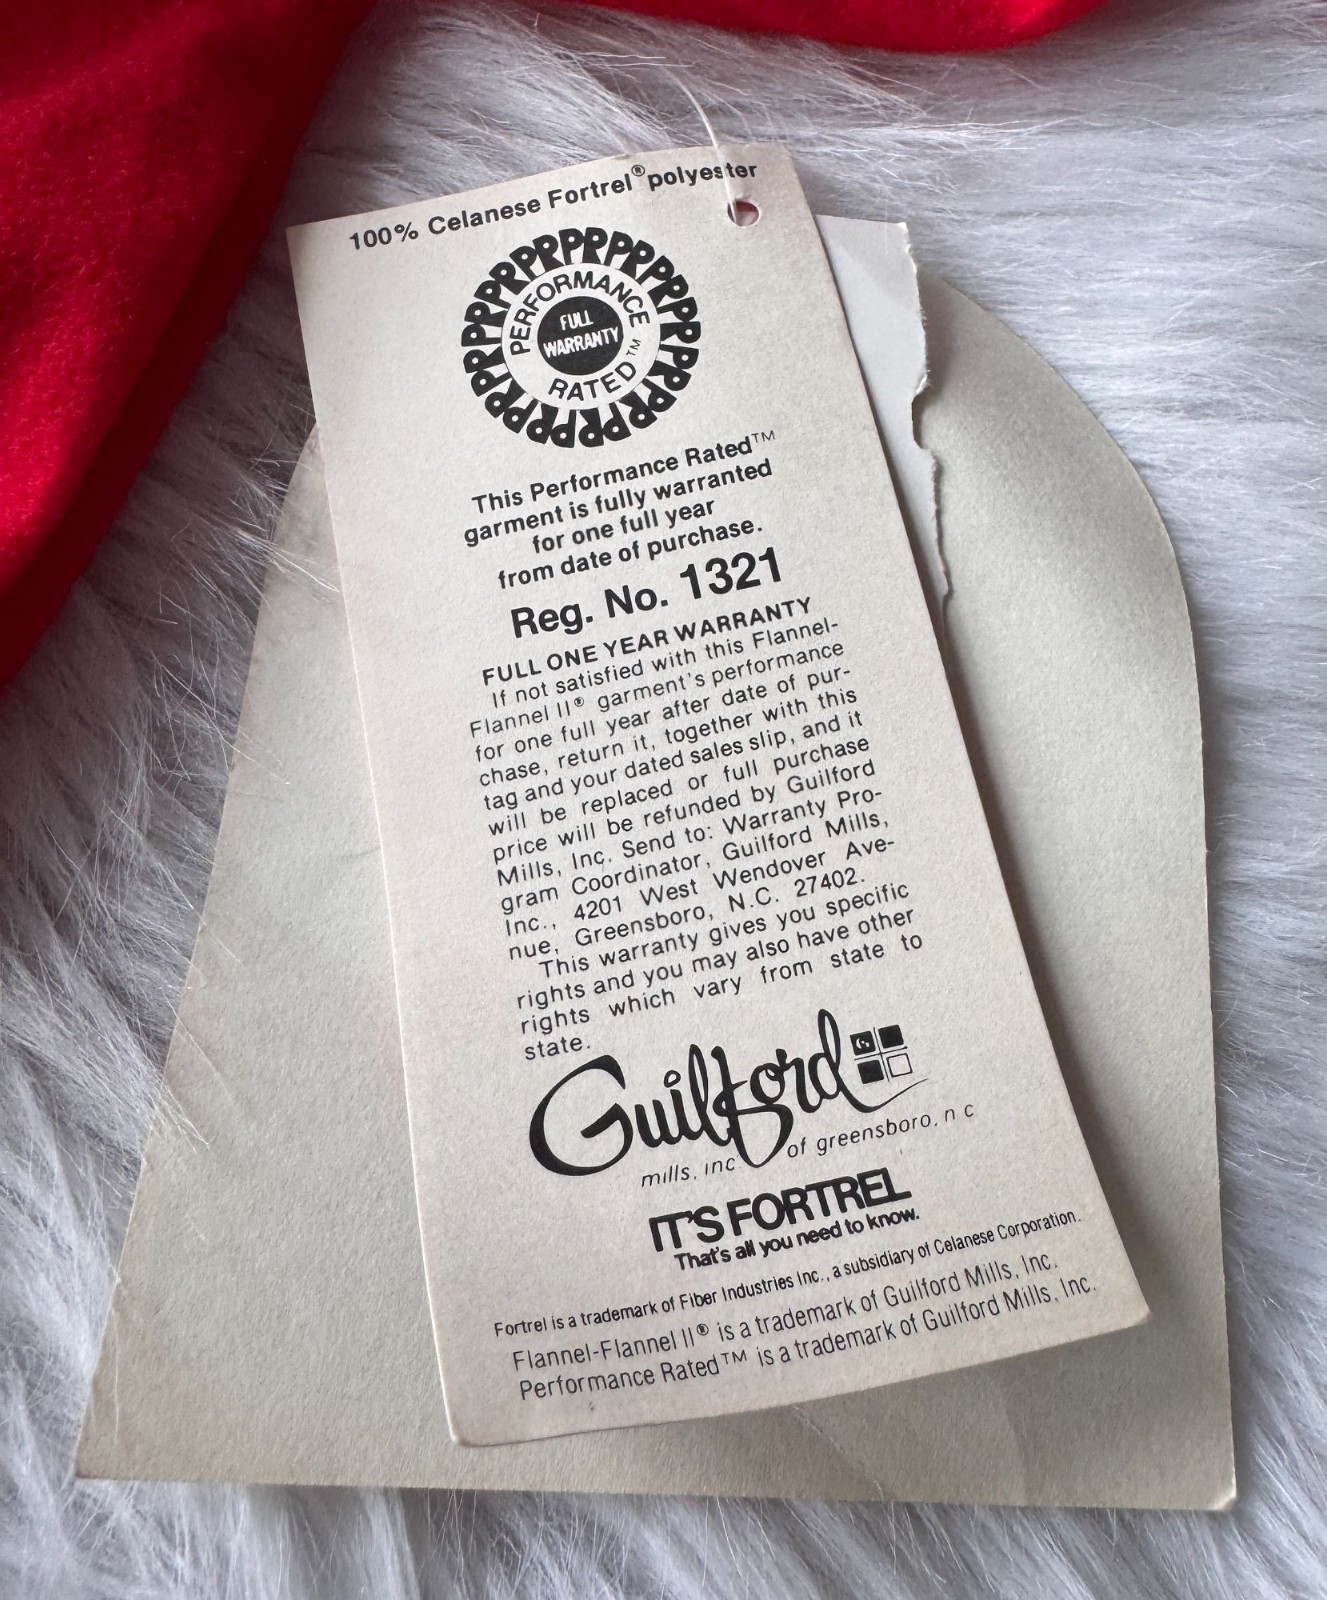 100% Celanese Fortrel® polyester
PRPRPRPRPRPRPRPRPRPRPR
PERFORMANCE
FULL
WARRANTY
RATED™
This Performance Rated™
garment is fully warranted
for one full year
from date of purchase.
Reg. No. 1321
FULL ONE YEAR WARRANTY
If not satisfied with this Flannel-
Flannel II® garment's performance
for one full year after date of pur-
chase, return it, together with this
tag and your dated sales slip, and it
will be replaced or full purchase
price will be refunded by Guilford
Mills, Inc. Send to: Warranty Pro-
gram Coordinator, Guilford Mills,
Inc., 4201 West Wendover Ave-
nue, Greensboro, N.C. 27402.
This warranty gives you specific
rights and you may also have other
rights which vary from state to
state.
Guilford G
mills, inc. of greensboro, n c
IT'S FORTREL
That's all you need to know.
Fortrel is a trademark of Fiber Industries Inc., a subsidiary of Celanese Corporation.
Flannel-Flannel II® is a trademark of Guilford Mills, Inc.
Performance Rated™ is a trademark of Guilford Mills, Inc.